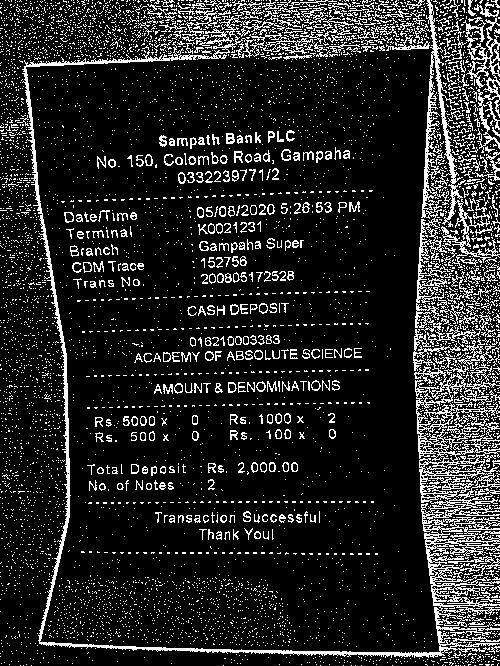 Sampath Bank PLC
No. 150, Colombo Road, Gampaha.
0332239771/2
Date/Time : 05/08/2020 5:26:53 PM
Terminal : K0021231
Branch : Gampaha Super
CDM Trace : 152756
Trans No. : 200805172528
CASH DEPOSIT
016210003383
ACADEMY OF ABSOLUTE SCIENCE
AMOUNT & DENOMINATIONS
Rs. 5000 x 0 Rs. 1000 x 2
Rs. 500 x 0 Rs. 100 x 0
Total Deposit : Rs. 2,000.00
No. of Notes : 2
Transaction Successful
Thank You!